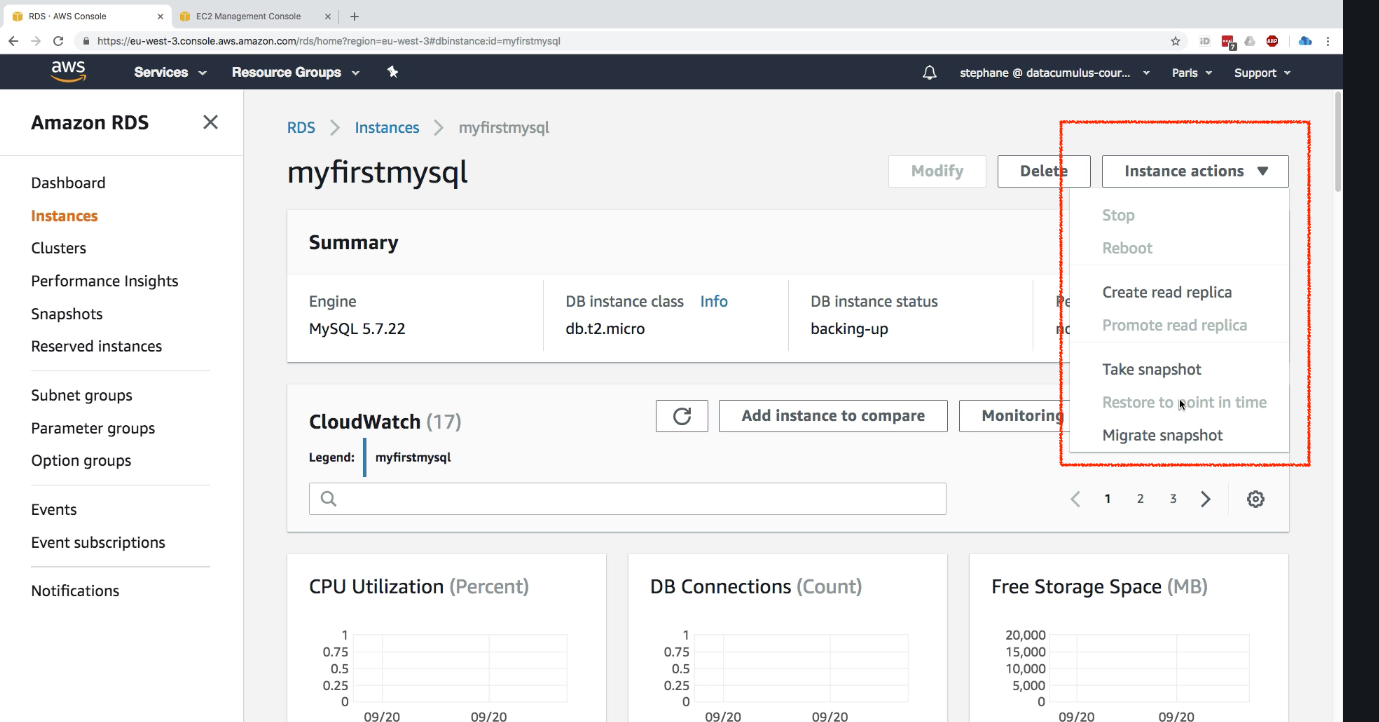 RDS · AWS Console
EC2 Management Console
https://eu-west-3.console.aws.amazon.com/rds/home?region=eu-west-3#dbinstance:id=myfirstmysql
iD
7
ABP
aws
Services
Resource Groups
stephane @ datacumulus-cour...
Paris
Support
Amazon RDS
Dashboard
Instances
Clusters
Performance Insights
Snapshots
Reserved instances
Subnet groups
Parameter groups
Option groups
Events
Event subscriptions
Notifications
RDS
Instances
myfirstmysql
myfirstmysql
Modify
Delete
Instance actions
Stop
Reboot
Create read replica
Promote read replica
Take snapshot
Restore to point in time
Migrate snapshot
Summary
Engine
MySQL 5.7.22
DB instance class Info
db.t2.micro
DB instance status
backing-up
CloudWatch (17)
Add instance to compare
Monitoring
Legend: myfirstmysql
1 2 3
CPU Utilization (Percent)
1
0.75
0.5
0.25
0
09/20 09/20
DB Connections (Count)
1
0.75
0.5
0.25
0
09/20 09/20
Free Storage Space (MB)
20,000
15,000
10,000
5,000
0
09/20 09/20